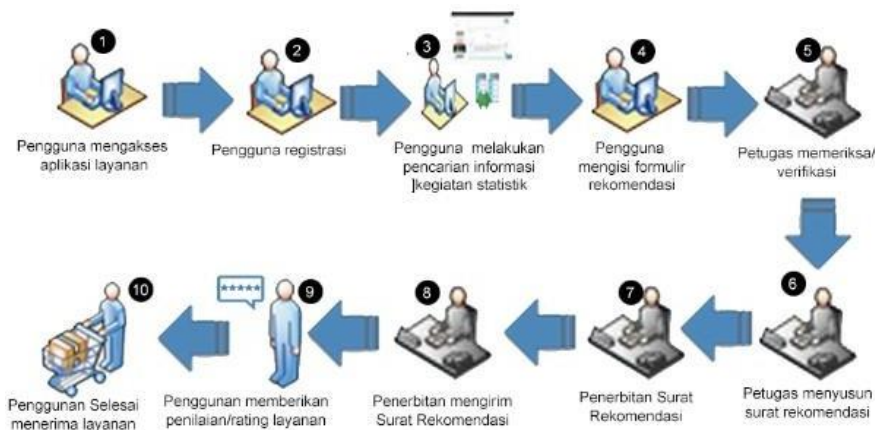 1
Pengguna mengakses
aplikasi layanan
2
Pengguna registrasi
3
Pengguna melakukan
pencarian informasi
]kegiatan statistik
4
Pengguna
mengisi formulir
rekomendasi
5
Petugas memeriksa/
verifikasi
6
Petugas menyusun
surat rekomendasi
7
Penerbitan Surat
Rekomendasi
8
Penerbitan mengirim
Surat Rekomendasi
9
*****
Penggunan memberikan
penilaian/rating layanan
10
Penggunan Selesai
menerima layanan